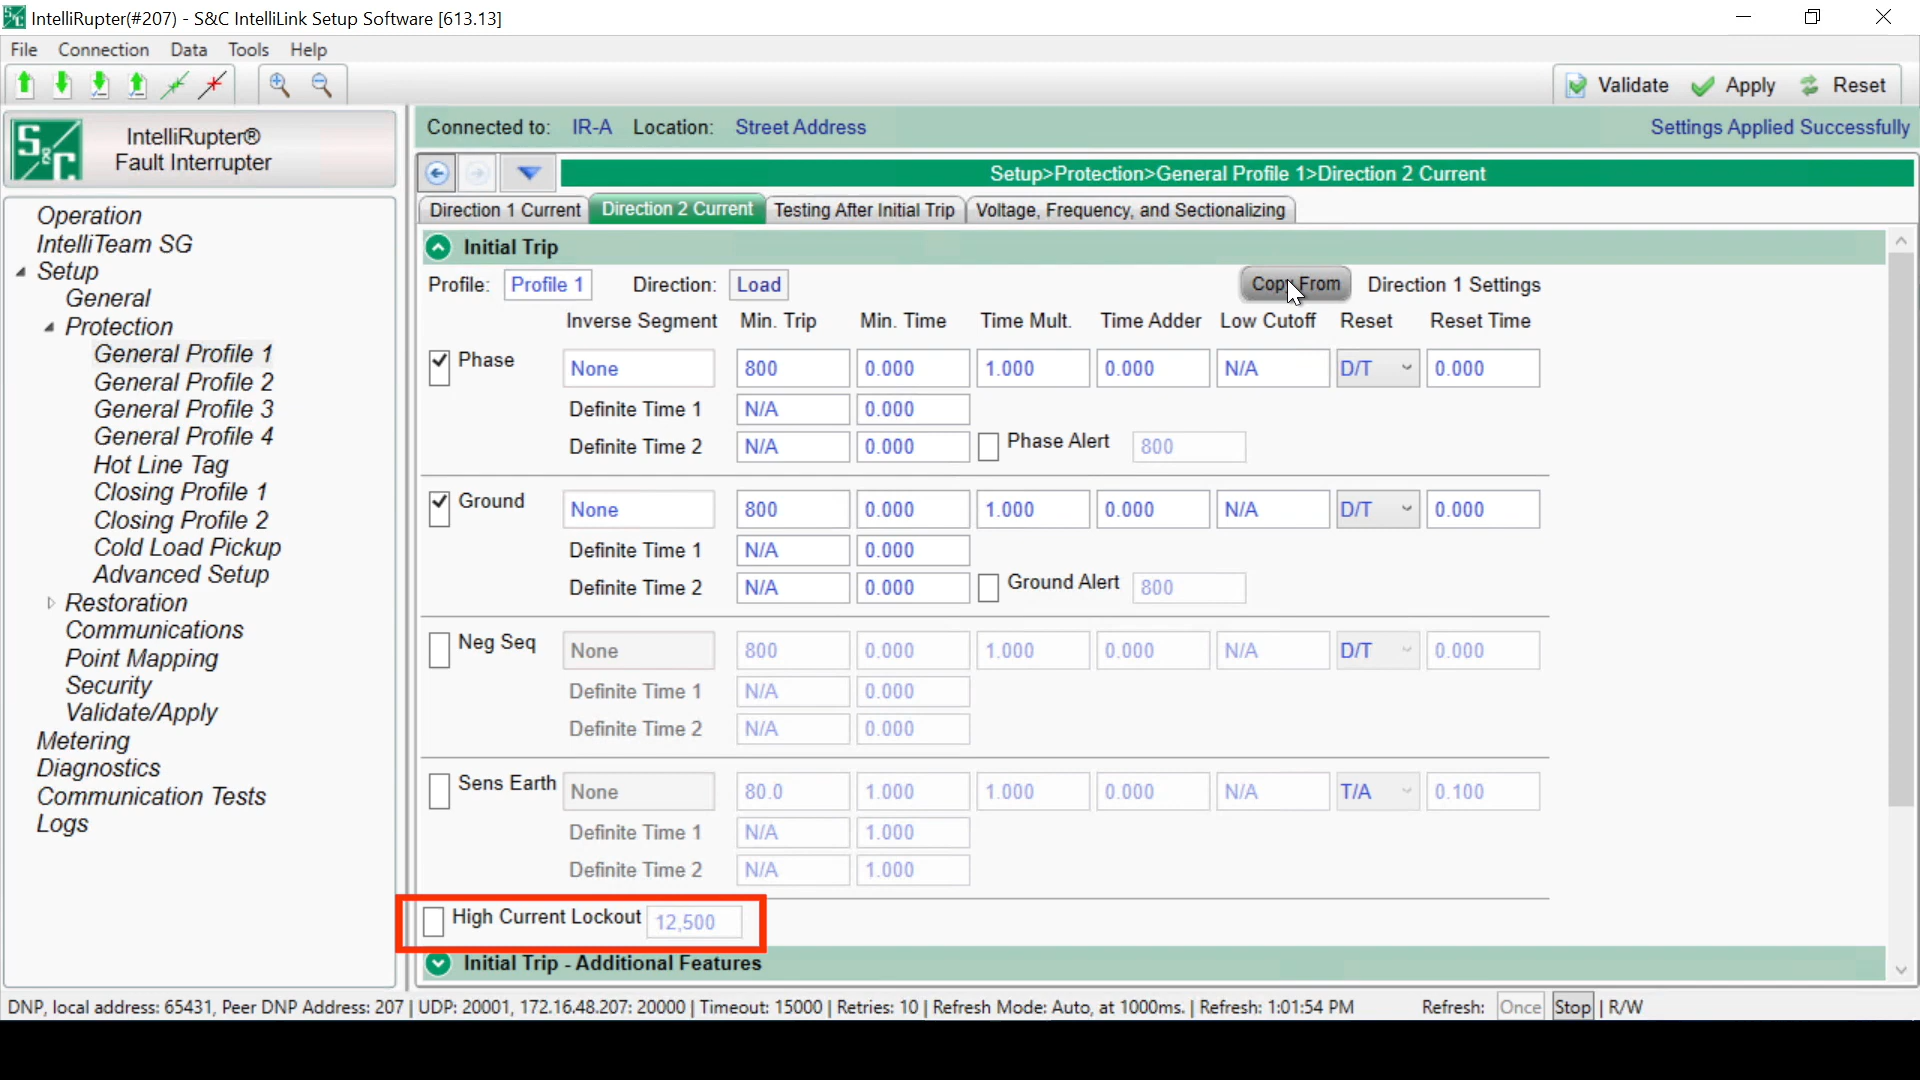 IntelliRupter(#207) - S&C IntelliLink Setup Software [613.13]
File Connection Data Tools Help
Validate Apply Reset
S&C
IntelliRupter®
Fault Interrupter
Connected to: IR-A Location: Street Address Settings Applied Successfully
Setup>Protection>General Profile 1>Direction 2 Current
Direction 1 Current Direction 2 Current Testing After Initial Trip Voltage, Frequency, and Sectionalizing
Operation
IntelliTeam SG
Setup
General
Protection
General Profile 1
General Profile 2
General Profile 3
General Profile 4
Hot Line Tag
Closing Profile 1
Closing Profile 2
Cold Load Pickup
Advanced Setup
Restoration
Communications
Point Mapping
Security
Validate/Apply
Metering
Diagnostics
Communication Tests
Logs
Initial Trip
Profile: Profile 1 Direction: Load Copy From Direction 1 Settings
Inverse Segment Min. Trip Min. Time Time Mult. Time Adder Low Cutoff Reset Reset Time
Phase None 800 0.000 1.000 0.000 N/A D/T 0.000
Definite Time 1 N/A 0.000
Definite Time 2 N/A 0.000 Phase Alert 800
Ground None 800 0.000 1.000 0.000 N/A D/T 0.000
Definite Time 1 N/A 0.000
Definite Time 2 N/A 0.000 Ground Alert 800
Neg Seq None 800 0.000 1.000 0.000 N/A D/T 0.000
Definite Time 1 N/A 0.000
Definite Time 2 N/A 0.000
Sens Earth None 80.0 1.000 1.000 0.000 N/A T/A 0.100
Definite Time 1 N/A 1.000
Definite Time 2 N/A 1.000
High Current Lockout 12,500
Initial Trip - Additional Features
DNP, local address: 65431, Peer DNP Address: 207 | UDP: 20001, 172.16.48.207: 20000 | Timeout: 15000 | Retries: 10 | Refresh Mode: Auto, at 1000ms. | Refresh: 1:01:54 PM Refresh: Once Stop | R/W